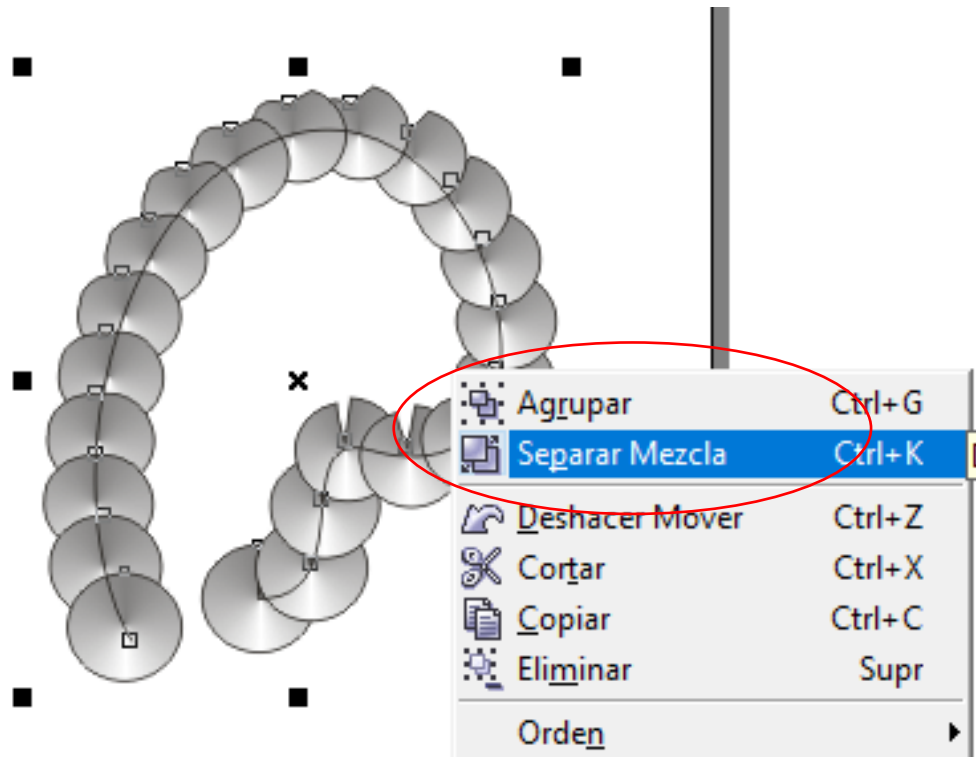 Agrupar Ctrl+G
Separar Mezcla Ctrl+K
Deshacer Mover Ctrl+Z
Cortar Ctrl+X
Copiar Ctrl+C
Eliminar Supr
Orden